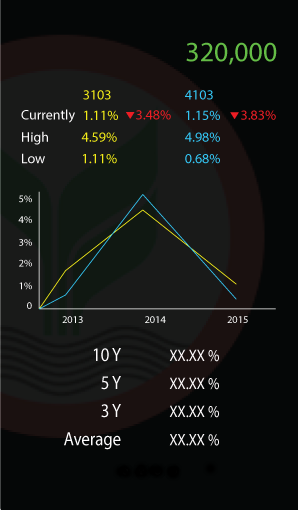 320,000
3103 4103
Currently 1.11% ▼3.48% 1.15% ▼3.83%
High 4.59% 4.98%
Low 1.11% 0.68%
5%
4%
3%
2%
1%
0
2013 2014 2015
10 Y XX.XX %
5 Y XX.XX %
3 Y XX.XX %
Average XX.XX %